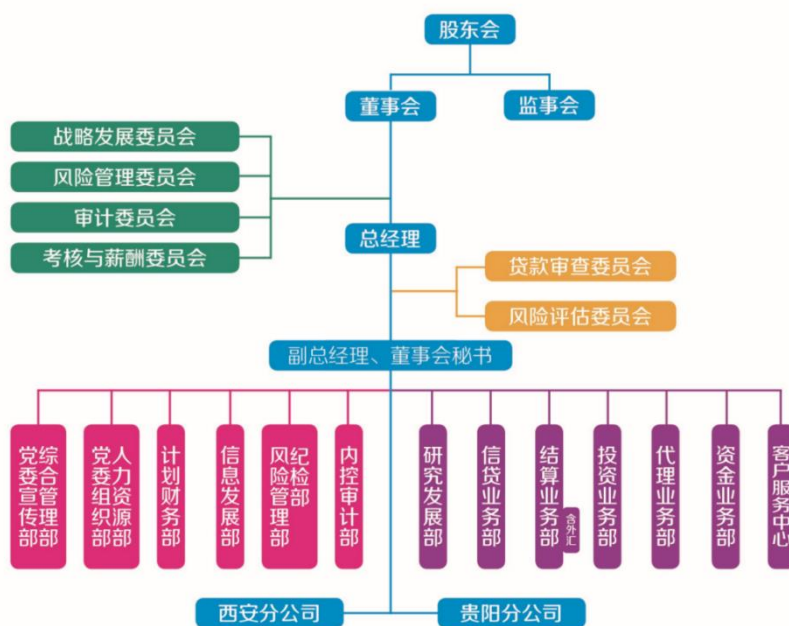 股东会
董事会
监事会
战略发展委员会
风险管理委员会
审计委员会
考核与薪酬委员会
总经理
贷款审查委员会
风险评估委员会
副总经理、董事会秘书
综合管理部
党委宣传部
人力资源部
党委组织部
计划财务部
信息发展部
纪检部
风险管理部
内控审计部
研究发展部
信贷业务部
结算业务部
含外汇
投资业务部
代理业务部
资金业务部
客户服务中心
西安分公司
贵阳分公司